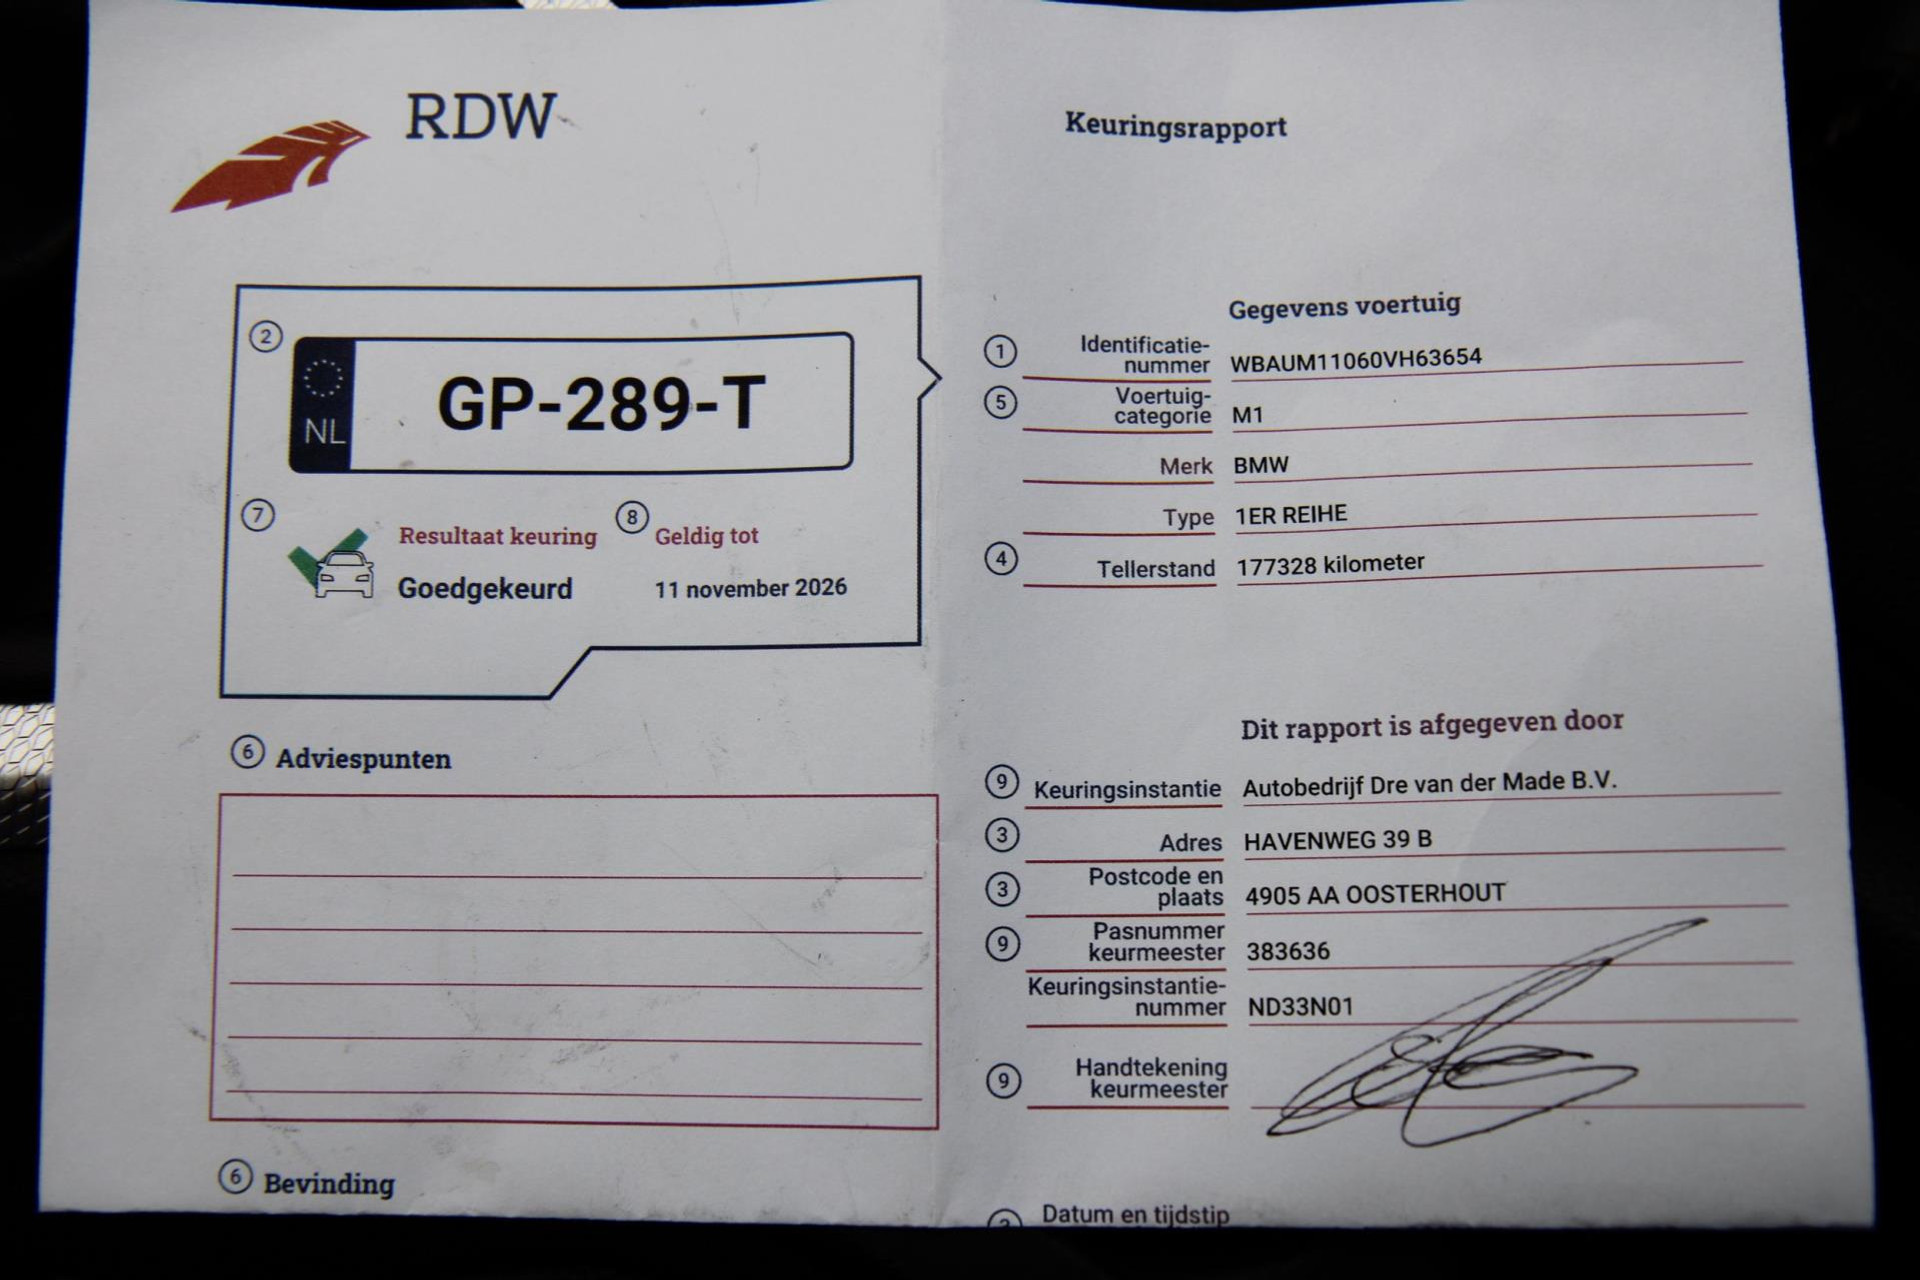 RDW
Keuringsrapport
2
NL
GP-289-T
7
Resultaat keuring
Goedgekeurd
8
Geldig tot
11 november 2026
6 Adviespunten
6 Bevinding
Gegevens voertuig
1 Identificatie-
nummer WBAUM11060VH63654
5 Voertuig-
categorie M1
Merk BMW
Type 1ER REIHE
4 Tellerstand 177328 kilometer
Dit rapport is afgegeven door
9 Keuringsinstantie Autobedrijf Dre van der Made B.V.
3 Adres HAVENWEG 39 B
3 Postcode en
plaats 4905 AA OOSTERHOUT
9 Pasnummer
keurmeester 383636
Keuringsinstantie-
nummer ND33N01
9 Handtekening
keurmeester
Datum en tijdstip